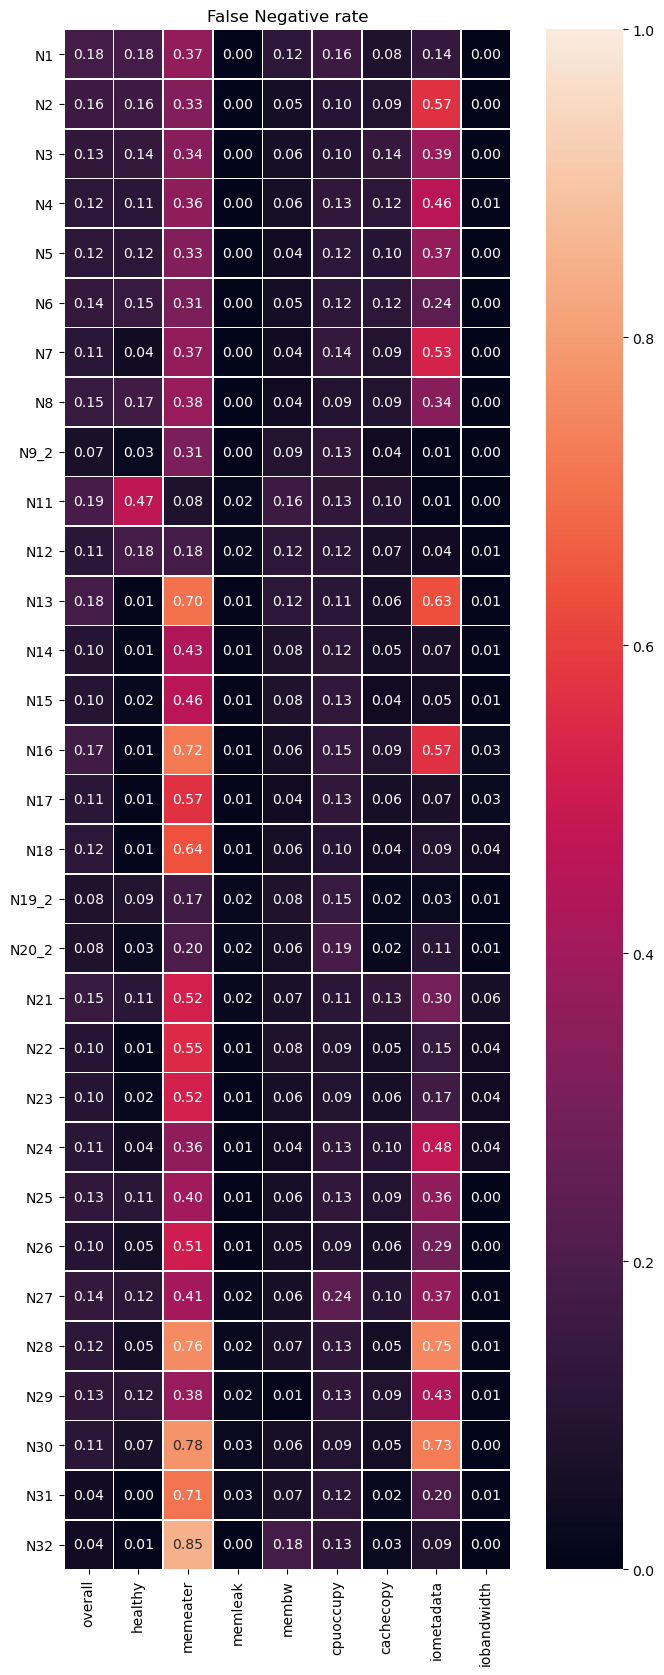 False Negative rate
N1 0.18 0.18 0.37 0.00 0.12 0.16 0.08 0.14 0.00
N2 0.16 0.16 0.33 0.00 0.05 0.10 0.09 0.57 0.00
N3 0.13 0.14 0.34 0.00 0.06 0.10 0.14 0.39 0.00
N4 0.12 0.11 0.36 0.00 0.06 0.13 0.12 0.46 0.01
N5 0.12 0.12 0.33 0.00 0.04 0.12 0.10 0.37 0.00
N6 0.14 0.15 0.31 0.00 0.05 0.12 0.12 0.24 0.00
N7 0.11 0.04 0.37 0.00 0.04 0.14 0.09 0.53 0.00
N8 0.15 0.17 0.38 0.00 0.04 0.09 0.09 0.34 0.00
N9_2 0.07 0.03 0.31 0.00 0.09 0.13 0.04 0.01 0.00
N11 0.19 0.47 0.08 0.02 0.16 0.13 0.10 0.01 0.00
N12 0.11 0.18 0.18 0.02 0.12 0.12 0.07 0.04 0.01
N13 0.18 0.01 0.70 0.01 0.12 0.11 0.06 0.63 0.01
N14 0.10 0.01 0.43 0.01 0.08 0.12 0.05 0.07 0.01
N15 0.10 0.02 0.46 0.01 0.08 0.13 0.04 0.05 0.01
N16 0.17 0.01 0.72 0.01 0.06 0.15 0.09 0.57 0.03
N17 0.11 0.01 0.57 0.01 0.04 0.13 0.06 0.07 0.03
N18 0.12 0.01 0.64 0.01 0.06 0.10 0.04 0.09 0.04
N19_2 0.08 0.09 0.17 0.02 0.08 0.15 0.02 0.03 0.01
N20_2 0.08 0.03 0.20 0.02 0.06 0.19 0.02 0.11 0.01
N21 0.15 0.11 0.52 0.02 0.07 0.11 0.13 0.30 0.06
N22 0.10 0.01 0.55 0.01 0.08 0.09 0.05 0.15 0.04
N23 0.10 0.02 0.52 0.01 0.06 0.09 0.06 0.17 0.04
N24 0.11 0.04 0.36 0.01 0.04 0.13 0.10 0.48 0.04
N25 0.13 0.11 0.40 0.01 0.06 0.13 0.09 0.36 0.00
N26 0.10 0.05 0.51 0.01 0.05 0.09 0.06 0.29 0.00
N27 0.14 0.12 0.41 0.02 0.06 0.24 0.10 0.37 0.01
N28 0.12 0.05 0.76 0.02 0.07 0.13 0.05 0.75 0.01
N29 0.13 0.12 0.38 0.02 0.01 0.13 0.09 0.43 0.01
N30 0.11 0.07 0.78 0.03 0.06 0.09 0.05 0.73 0.00
N31 0.04 0.00 0.71 0.03 0.07 0.12 0.02 0.20 0.01
N32 0.04 0.01 0.85 0.00 0.18 0.13 0.03 0.09 0.00
overall
healthy
memeater
memleak
membw
cpuoccupy
cachecopy
iometadata
iobandwidth
1.0
0.8
0.6
0.4
0.2
0.0